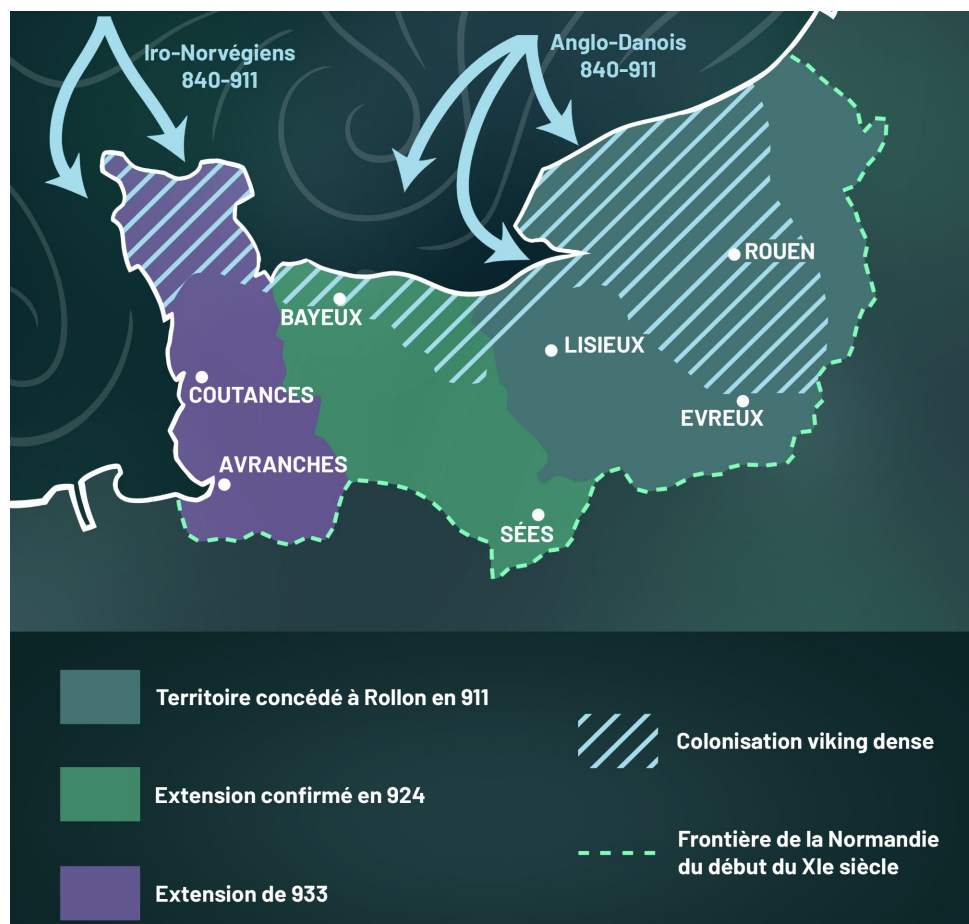 Iro-Norvégiens
840-911
Anglo-Danois
840-911
ROUEN
BAYEUX
LISIEUX
COUTANCES
EVREUX
AVRANCHES
SÉES
Territoire concédé à Rollon en 911
Extension confirmé en 924
Extension de 933
Colonisation viking dense
Frontière de la Normandie
du début du XIe siècle